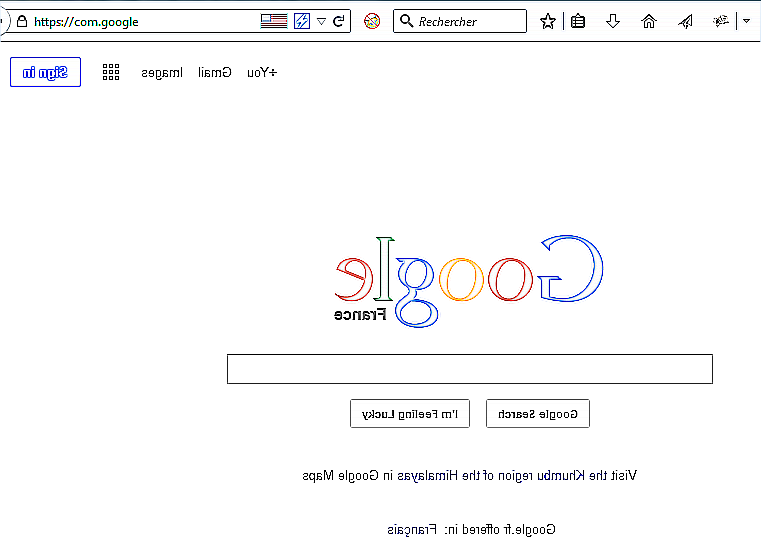 https://com.google
Rechercher
Sign in
Images Gmail +You
Google
France
I'm Feeling Lucky Google Search
Visit the Khumbu region of the Himalayas in Google Maps
Google.fr offered in: Français